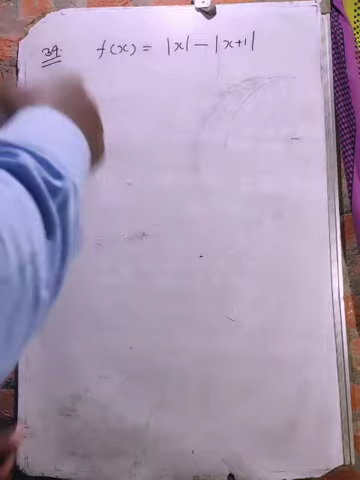 39. f(x) = |x| - |x+1|